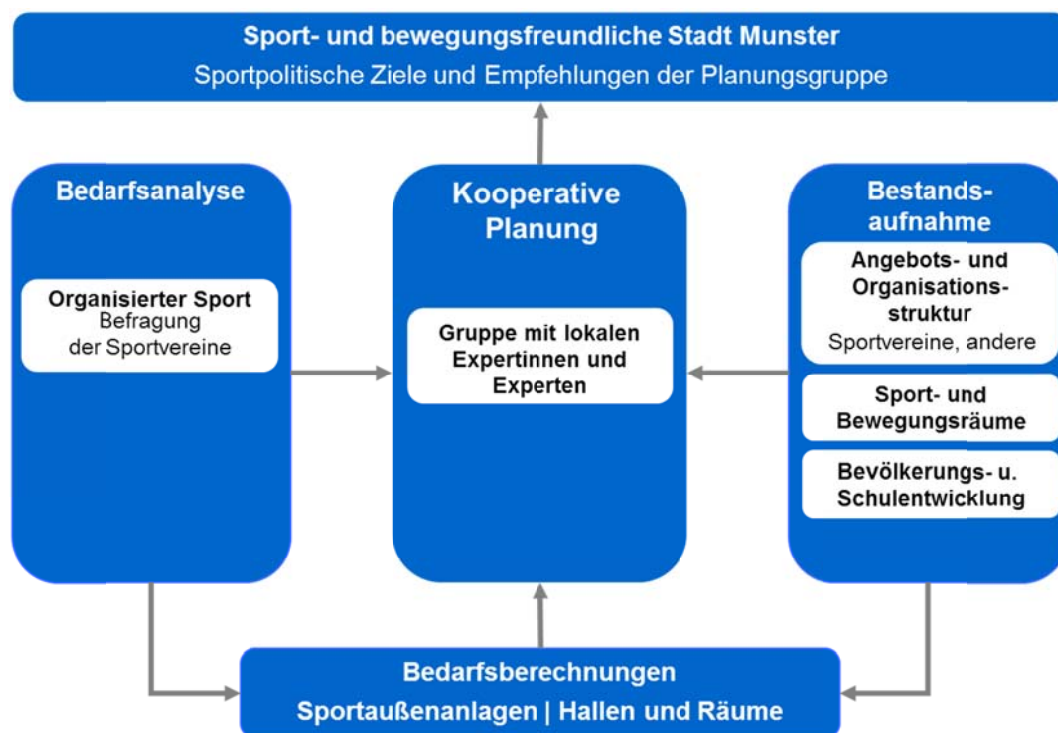 Sport- und bewegungsfreundliche Stadt Munster
Sportpolitische Ziele und Empfehlungen der Planungsgruppe
Bedarfsanalyse
Organisierter Sport
Befragung
der Sportvereine
Kooperative
Planung
Gruppe mit lokalen
Expertinnen und
Experten
Bestands-
aufnahme
Angebots- und
Organisations-
struktur
Sportvereine, andere
Sport- und
Bewegungsräume
Bevölkerungs- u.
Schulentwicklung
Bedarfsberechnungen
Sportaußenanlagen | Hallen und Räume